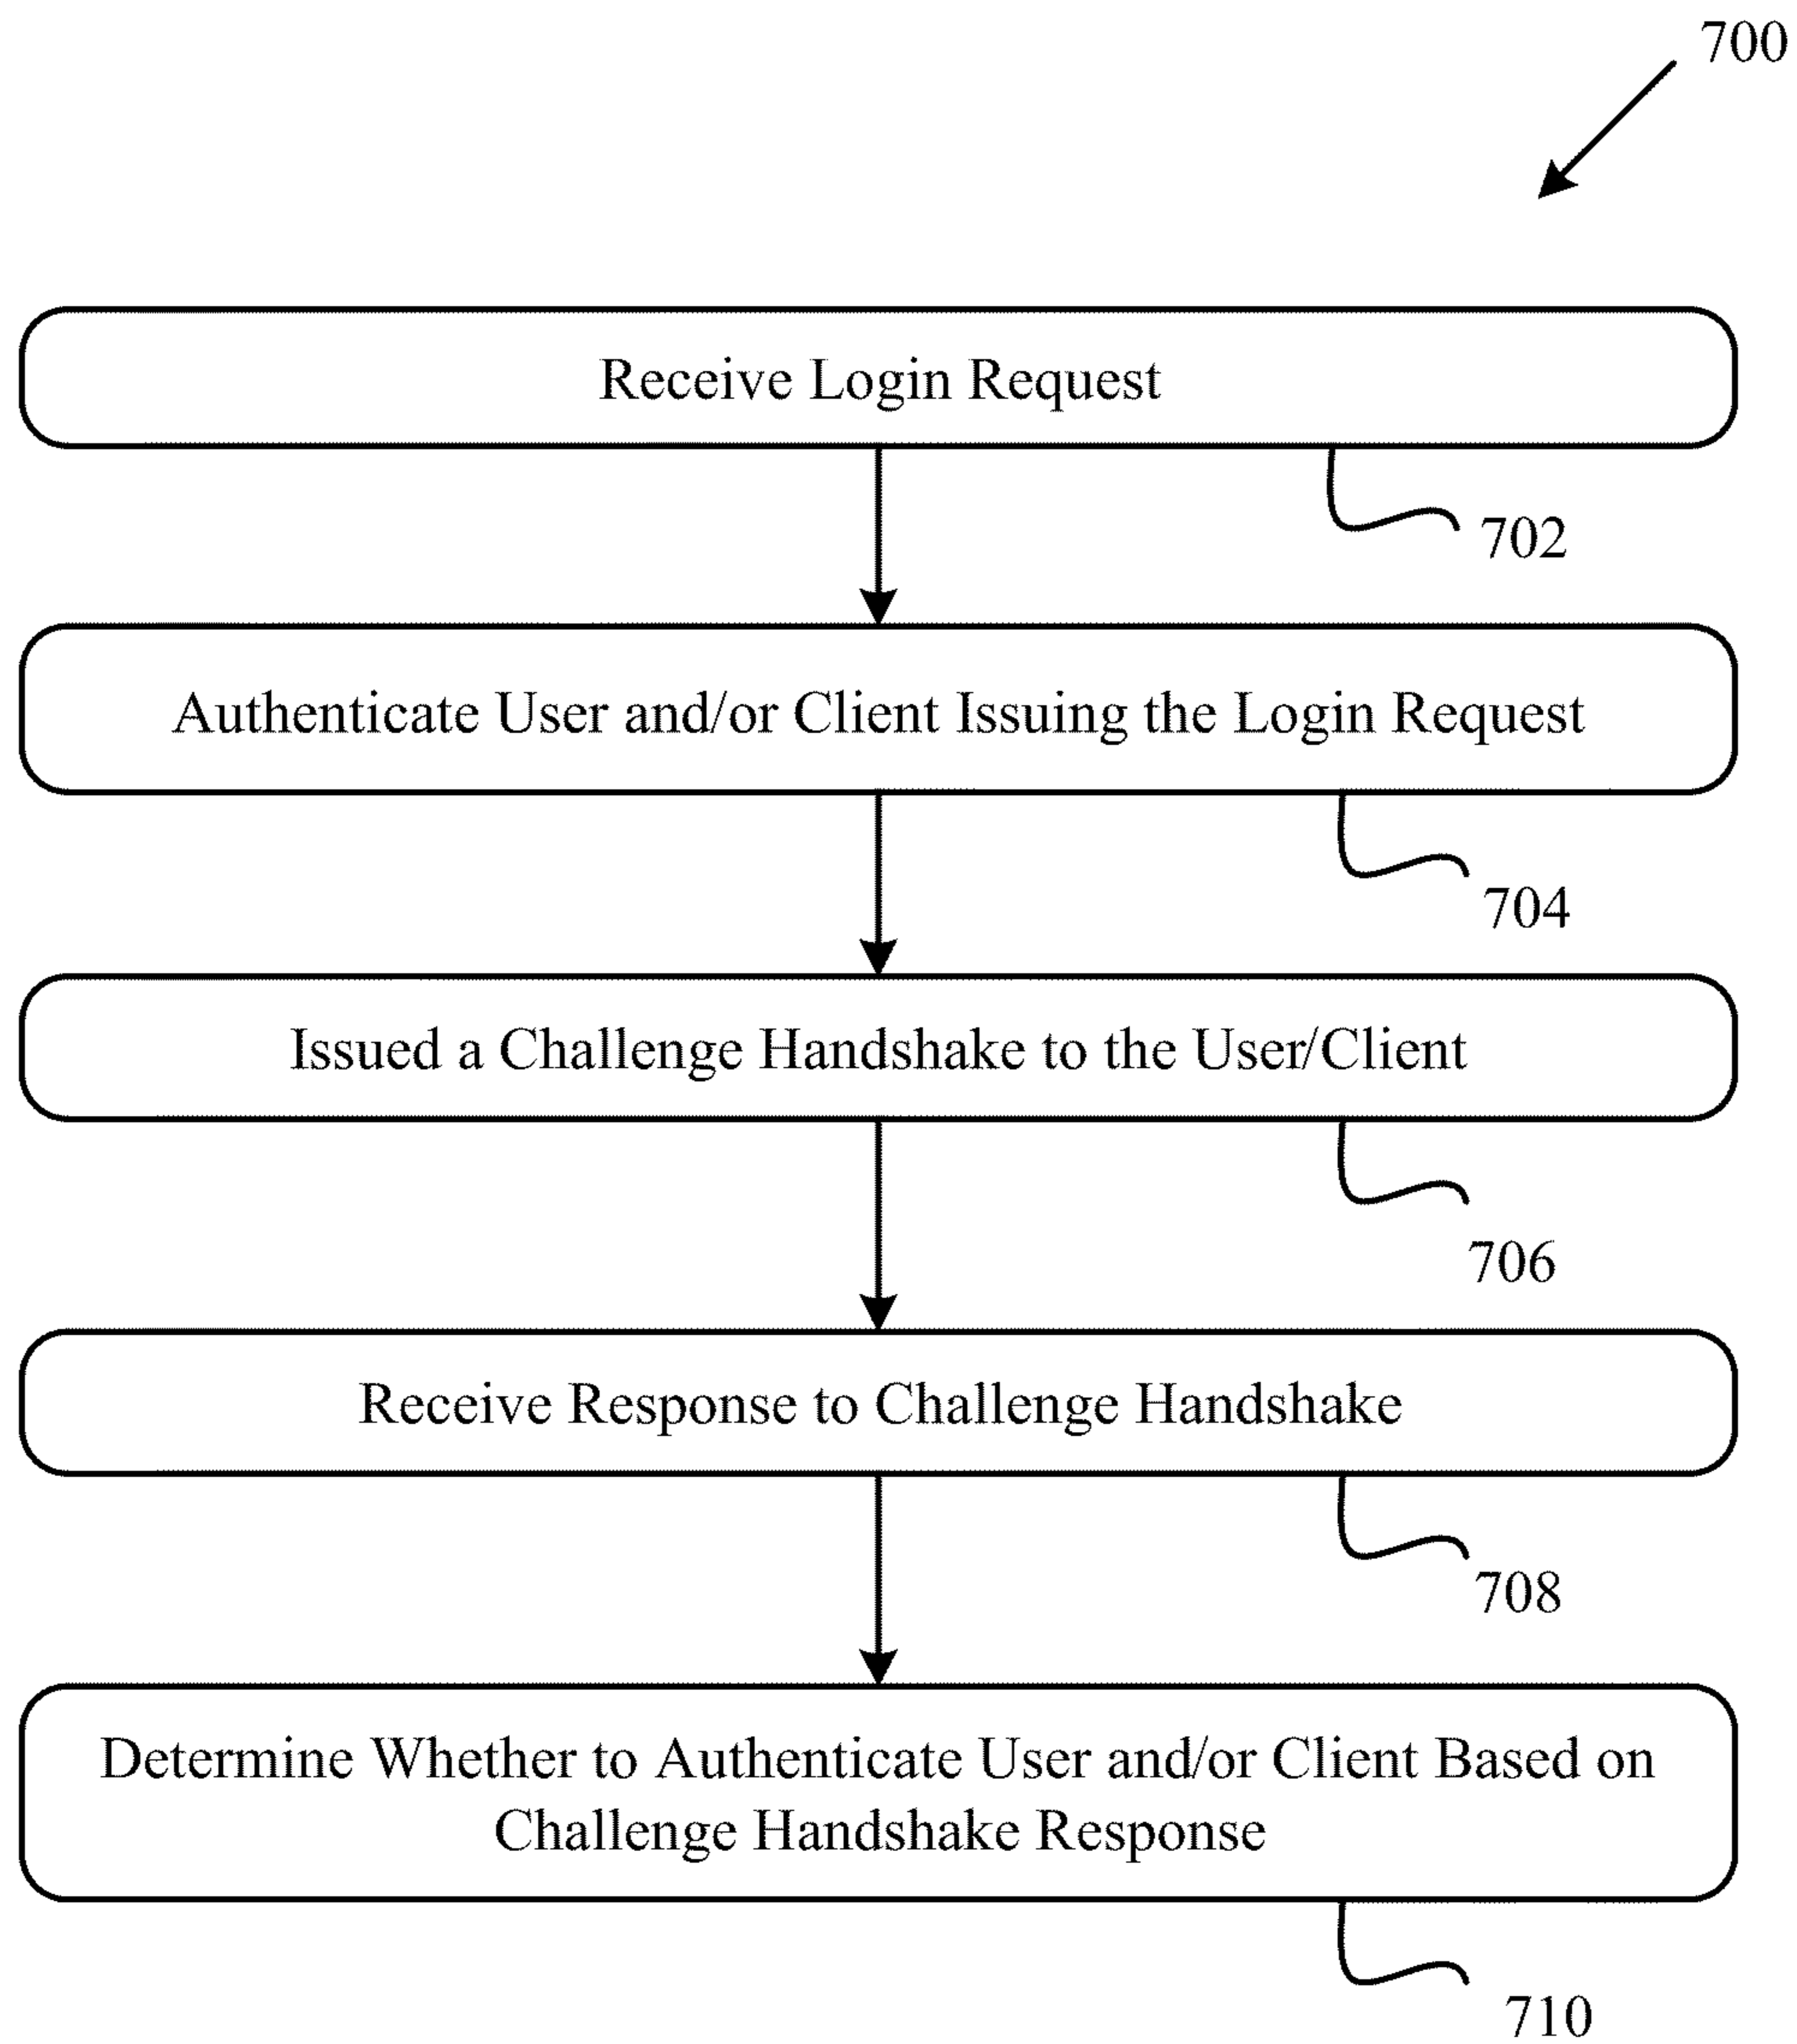 700
Receive Login Request
702
Authenticate User and/or Client Issuing the Login Request
704
Issued a Challenge Handshake to the User/Client
706
Receive Response to Challenge Handshake
708
Determine Whether to Authenticate User and/or Client Based on
Challenge Handshake Response
710